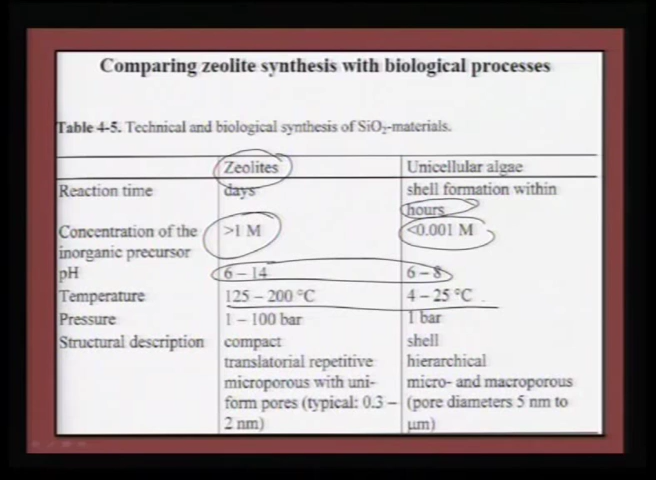 Comparing zeolite synthesis with biological processes
Table 4-5. Technical and biological synthesis of SiO₂-materials.
Zeolites Unicellular algae
Reaction time days shell formation within
hours
Concentration of the >1 M <0.001 M
inorganic precursor
pH 6 – 14 6 – 8
Temperature 125 – 200 °C 4 – 25 °C
Pressure 1 – 100 bar 1 bar
Structural description compact shell
translatorial repetitive hierarchical
microporous with uni- micro- and macroporous
form pores (typical: 0.3 – (pore diameters 5 nm to
2 nm) μm)